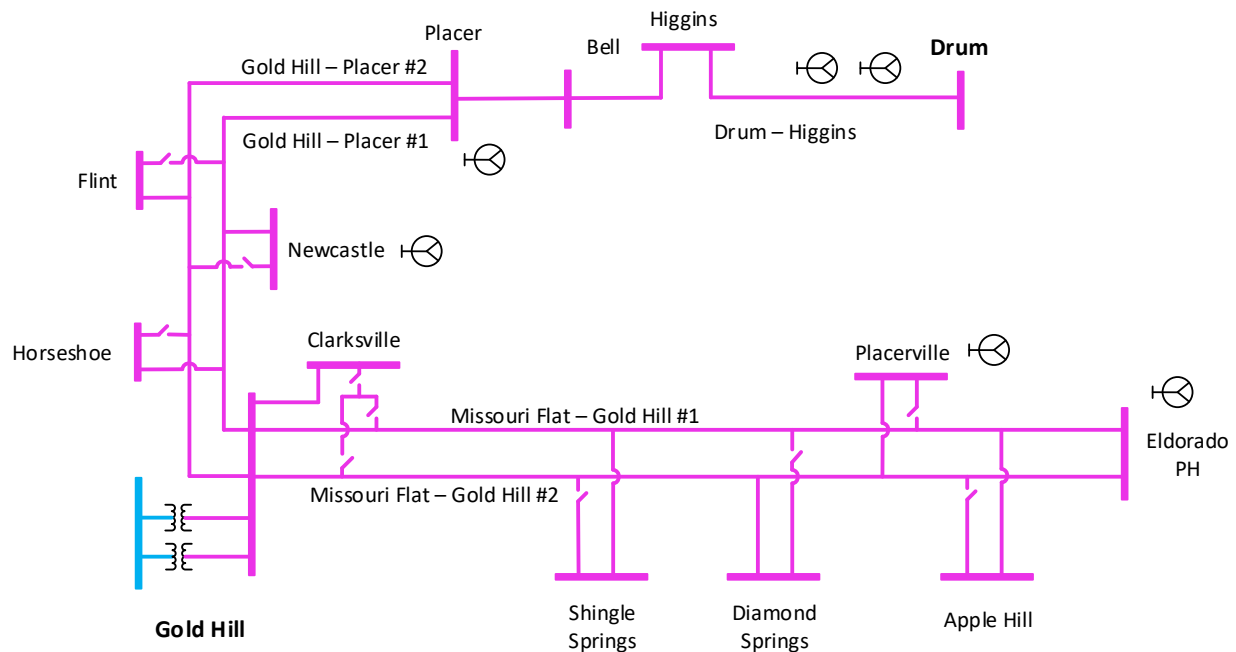 Higgins
Placer
Bell
Drum
Gold Hill – Placer #2
Drum – Higgins
Gold Hill – Placer #1
Flint
Newcastle
Clarksville
Placerville
Horseshoe
Missouri Flat – Gold Hill #1
Eldorado
PH
Missouri Flat – Gold Hill #2
Shingle
Springs
Diamond
Springs
Apple Hill
Gold Hill